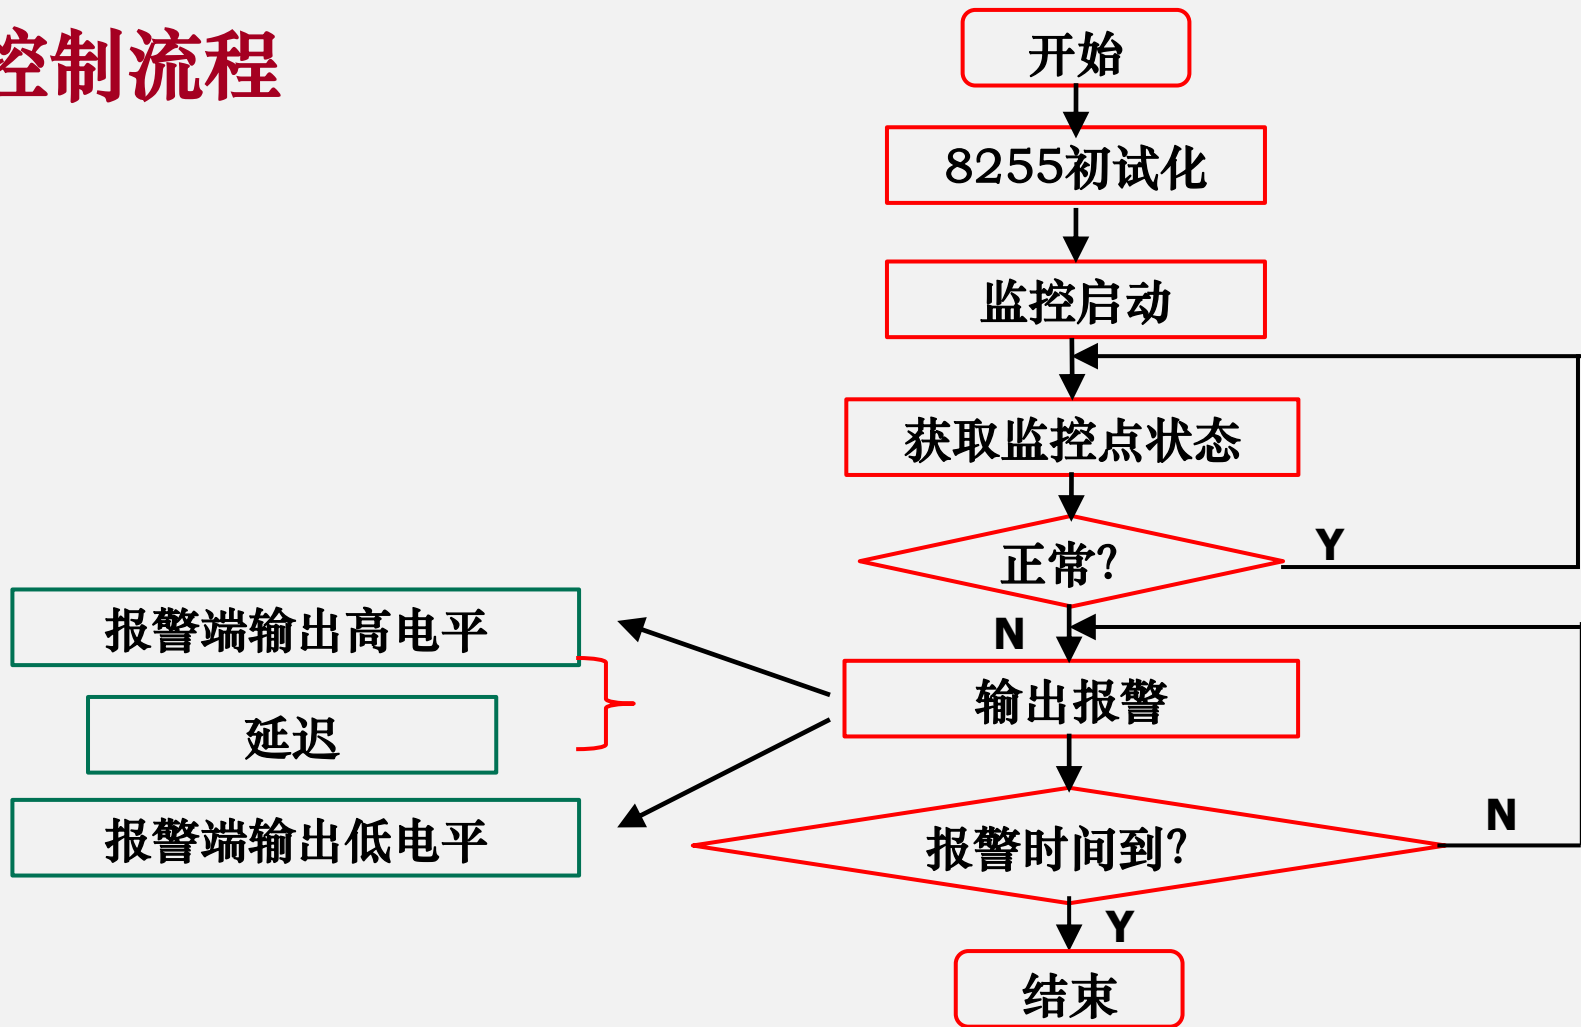 控制流程
开始
8255初试化
监控启动
获取监控点状态
正常?
Y
N
输出报警
报警端输出高电平
延迟
报警端输出低电平
报警时间到?
N
Y
结束